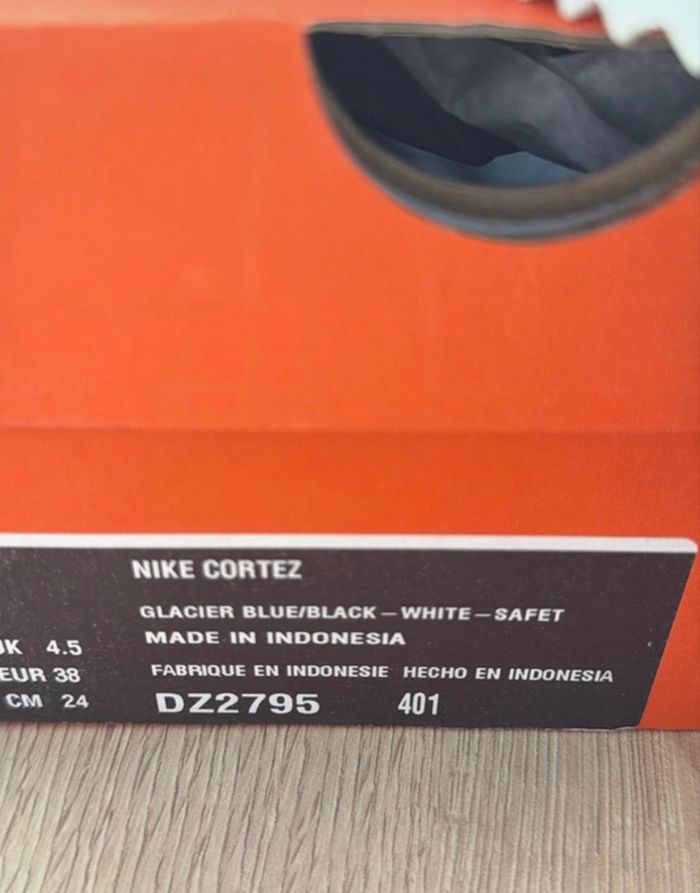 NIKE CORTEZ
GLACIER BLUE/BLACK-WHITE-SAFET
MADE IN INDONESIA
UK 4.5
FABRIQUE EN INDONESIE HECHO EN INDONESIA
EUR 38
DZ2795 401
CM 24